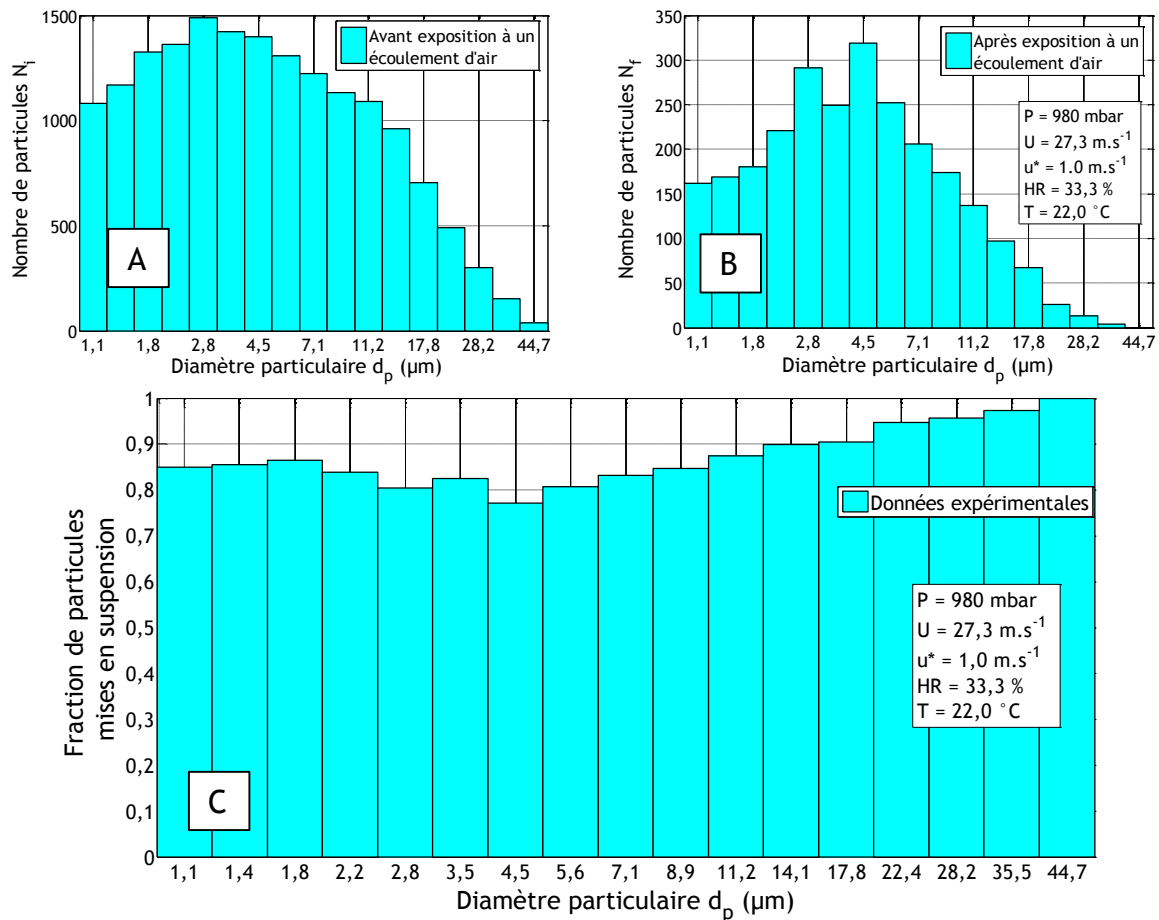 1500
1000
500
0
Nombre de particules N_i
Avant exposition à un
écoulement d'air
A
1,1 1,8 2,8 4,5 7,1 11,2 17,8 28,2 44,7
Diamètre particulaire d_p (µm)
350
300
250
200
150
100
50
0
Nombre de particules N_f
Après exposition à un
écoulement d'air
P = 980 mbar
U = 27,3 m.s⁻¹
u* = 1.0 m.s⁻¹
HR = 33,3 %
T = 22,0 °C
B
1,1 1,8 2,8 4,5 7,1 11,2 17,8 28,2 44,7
Diamètre particulaire d_p (µm)
1
0,9
0,8
0,7
0,6
0,5
0,4
0,3
0,2
0,1
0
Fraction de particules
mises en suspension
Données expérimentales
P = 980 mbar
U = 27,3 m.s⁻¹
u* = 1,0 m.s⁻¹
HR = 33,3 %
T = 22,0 °C
C
1,1 1,4 1,8 2,2 2,8 3,5 4,5 5,6 7,1 8,9 11,2 14,1 17,8 22,4 28,2 35,5 44,7
Diamètre particulaire d_p (µm)